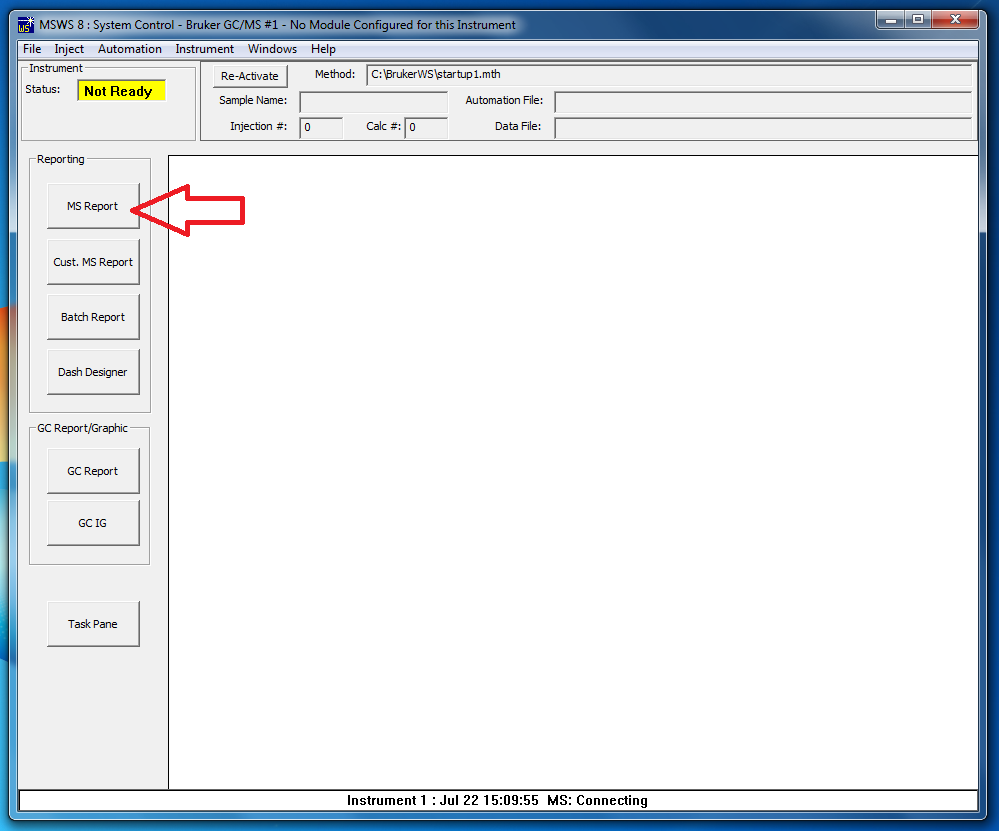 MSWS 8 : System Control - Bruker GC/MS #1 - No Module Configured for this Instrument
File Inject Automation Instrument Windows Help
Instrument
Status: Not Ready
Re-Activate Method: C:\BrukerWS\startup1.mth
Sample Name: Automation File:
Injection #: 0 Calc #: 0 Data File:
Reporting
MS Report
Cust. MS Report
Batch Report
Dash Designer
GC Report/Graphic
GC Report
GC IG
Task Pane
Instrument 1 : Jul 22 15:09:55 MS: Connecting